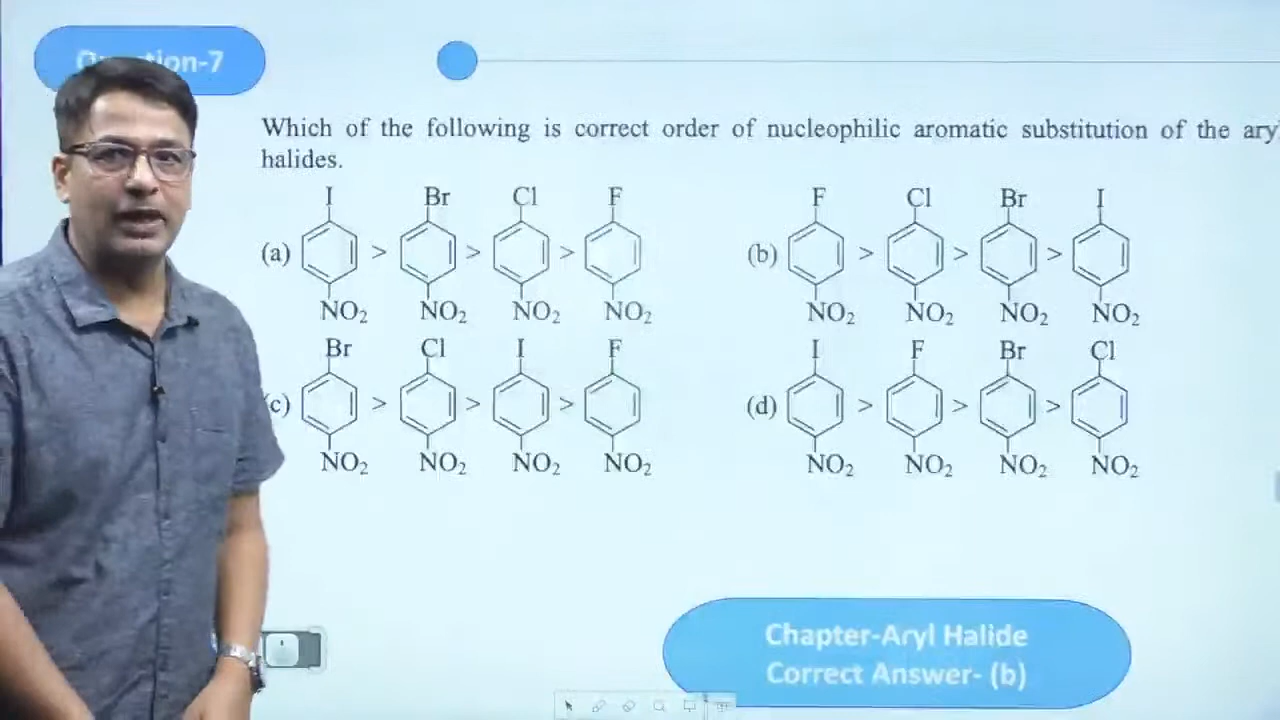 Question-7
Which of the following is correct order of nucleophilic aromatic substitution of the ary
halides.
I Br Cl F
(a) > > >
NO2 NO2 NO2 NO2
F Cl Br I
(b) > > >
NO2 NO2 NO2 NO2
Br Cl I F
(c) > > >
NO2 NO2 NO2 NO2
I F Br Cl
(d) > > >
NO2 NO2 NO2 NO2
Chapter-Aryl Halide
Correct Answer- (b)